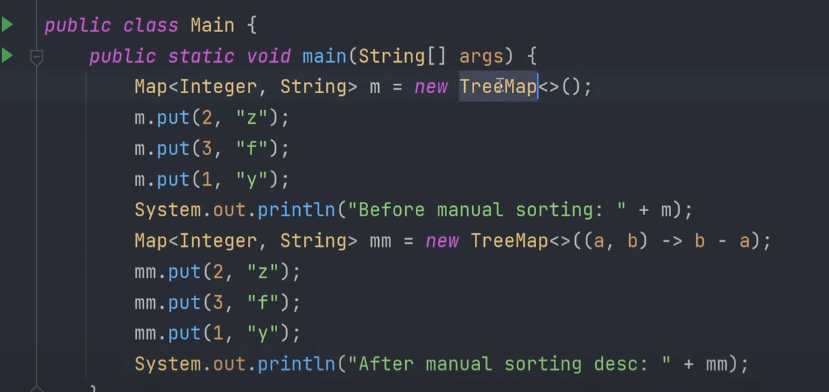 public class Main {
public static void main(String[] args) {
Map<Integer, String> m = new TreeMap<>();
m.put(2, "z");
m.put(3, "f");
m.put(1, "y");
System.out.println("Before manual sorting: " + m);
Map<Integer, String> mm = new TreeMap<>((a, b) -> b - a);
mm.put(2, "z");
mm.put(3, "f");
mm.put(1, "y");
System.out.println("After manual sorting desc: " + mm);
}